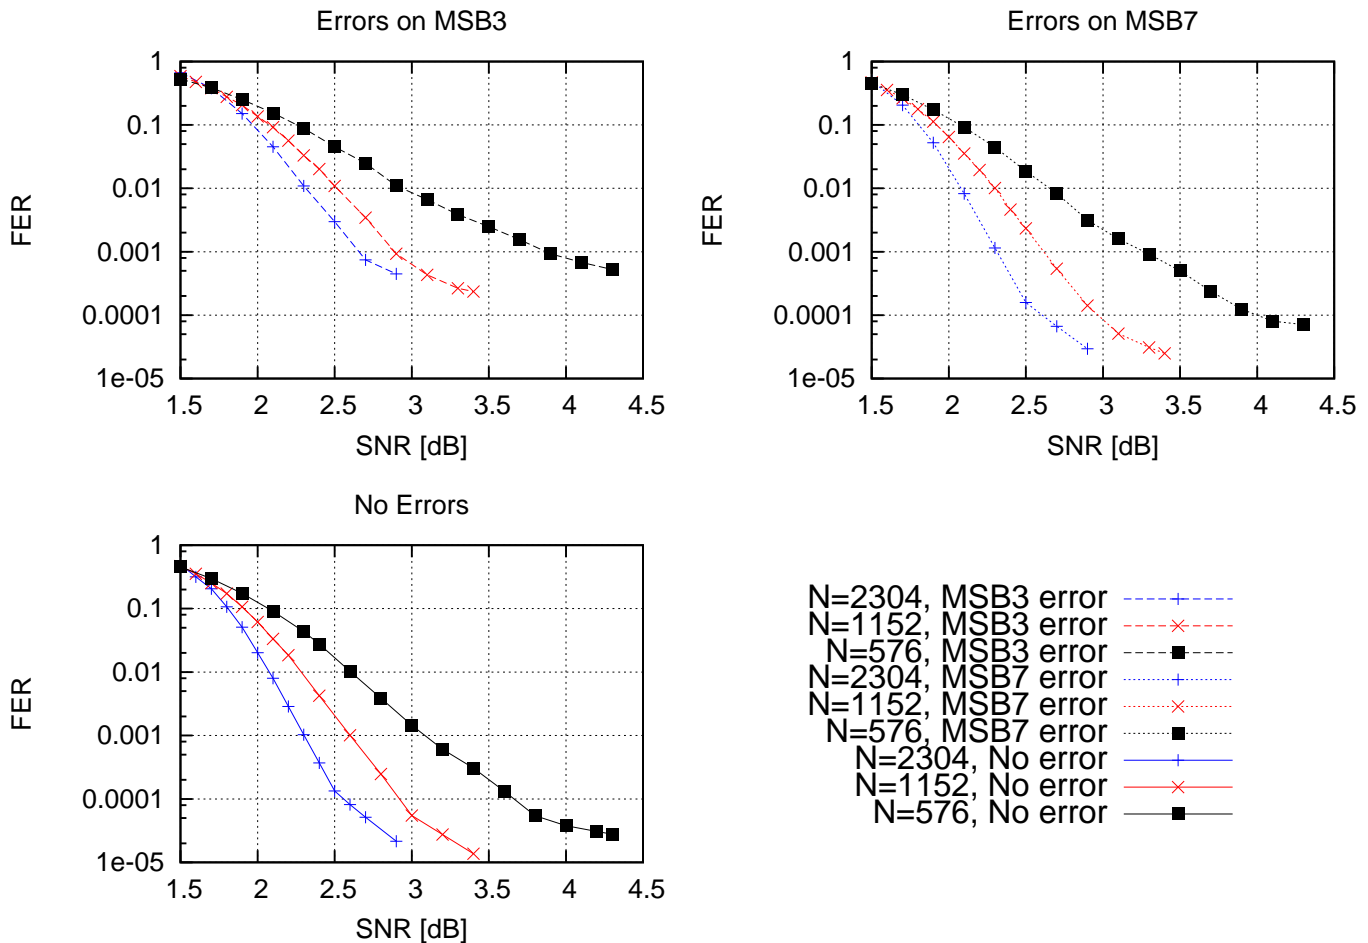 Errors on MSB3
1
0.1
0.01
0.001
0.0001
1e-05
FER
1.5 2 2.5 3 3.5 4 4.5
SNR [dB]
Errors on MSB7
1
0.1
0.01
0.001
0.0001
1e-05
FER
1.5 2 2.5 3 3.5 4 4.5
SNR [dB]
No Errors
1
0.1
0.01
0.001
0.0001
1e-05
FER
1.5 2 2.5 3 3.5 4 4.5
SNR [dB]
N=2304, MSB3 error
N=1152, MSB3 error
N=576, MSB3 error
N=2304, MSB7 error
N=1152, MSB7 error
N=576, MSB7 error
N=2304, No error
N=1152, No error
N=576, No error